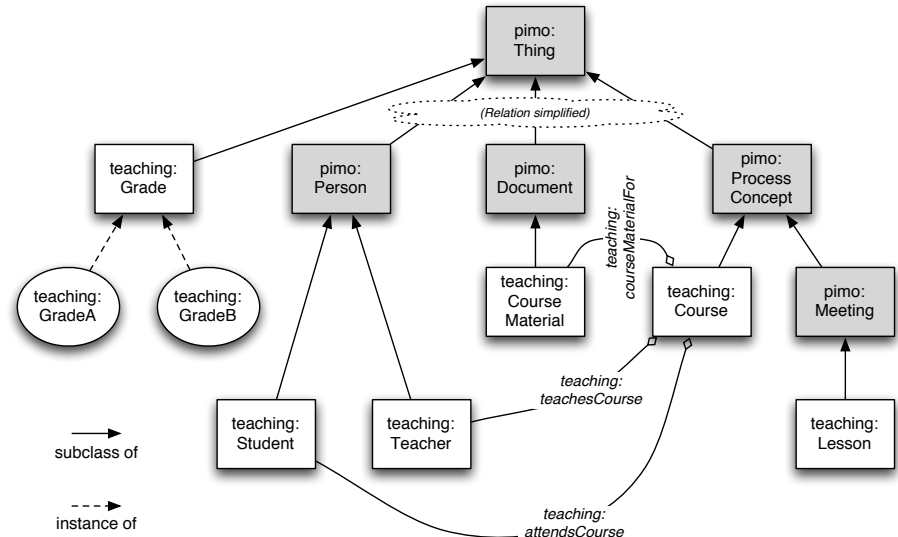 pimo:
Thing
(Relation simplified)
teaching:
Grade
pimo:
Person
pimo:
Document
pimo:
Process
Concept
teaching:
courseMaterialFor
teaching:
GradeA
teaching:
GradeB
teaching:
Course
Material
teaching:
Course
pimo:
Meeting
teaching:
teachesCourse
teaching:
Student
teaching:
Teacher
teaching:
Lesson
subclass of
instance of
teaching:
attendsCourse